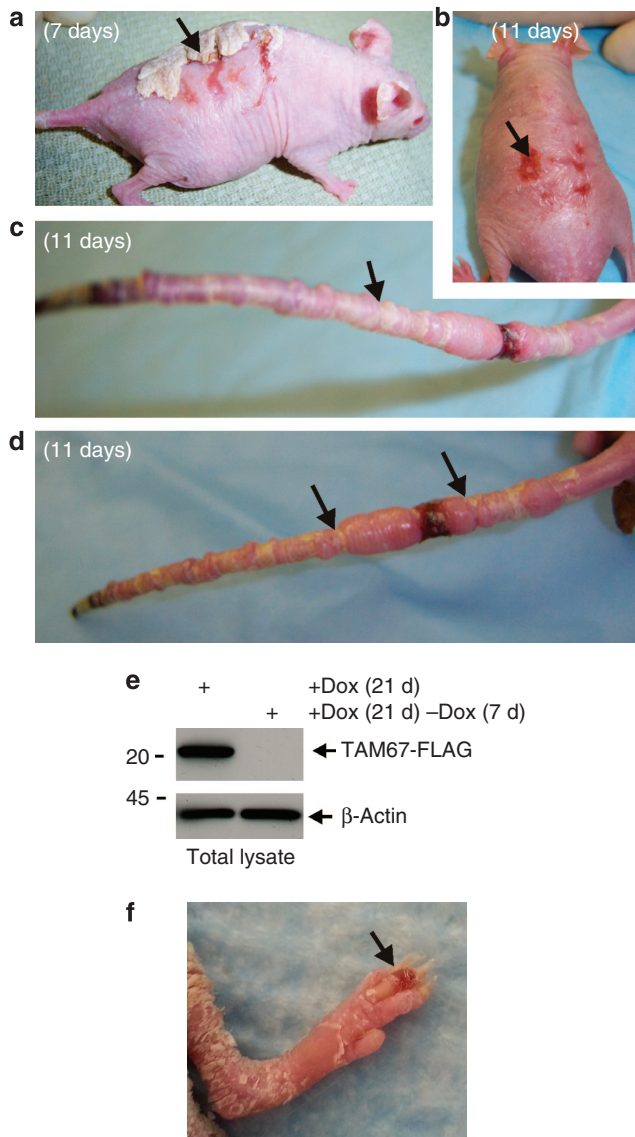 a
(7 days)
b
(11 days)
c
(11 days)
d
(11 days)
e
+ +Dox (21 d)
+ +Dox (21 d) –Dox (7 d)
20 – TAM67-FLAG
45 –
β-Actin
Total lysate
f